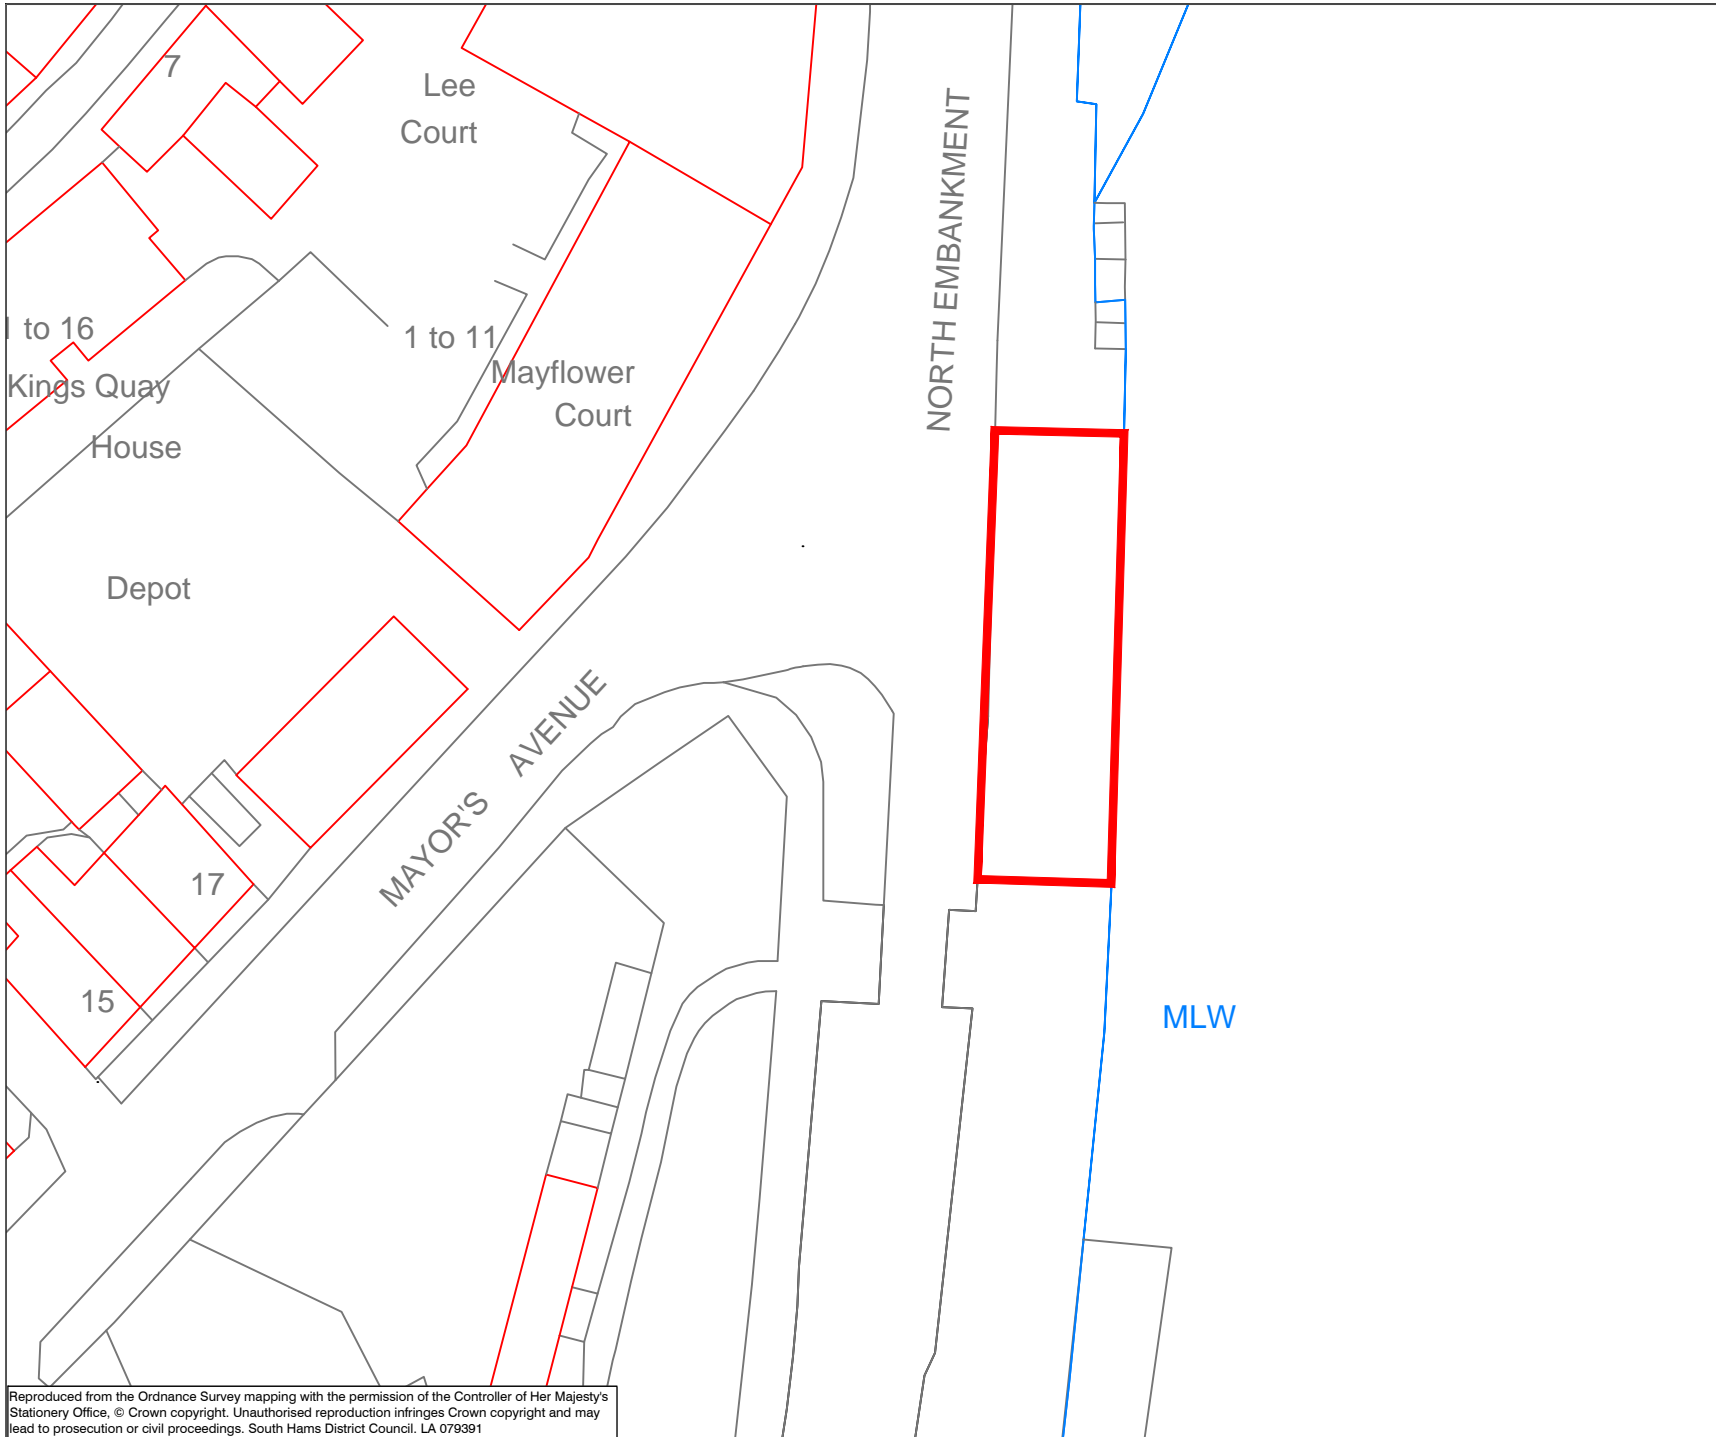 7
Lee
Court
NORTH EMBANKMENT
to 16
1 to 11
Kings Quay
House
Mayflower
Court
Depot
MAYOR'S AVENUE
17
15
MLW
Reproduced from the Ordnance Survey mapping with the permission of the Controller of Her Majesty's
Stationery Office, © Crown copyright. Unauthorised reproduction infringes Crown copyright and may
lead to prosecution or civil proceedings. South Hams District Council. LA 079391